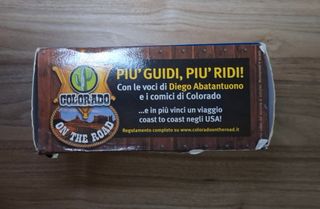 COLORADO
ON THE ROAD
PIU' GUIDI, PIU' RIDI!
Con le voci di Diego Abatantuono
e i comici di Colorado
...e in più vinci un viaggio
coast to coast negli USA!
Regolamento completo su www.coloradoontheroad.it